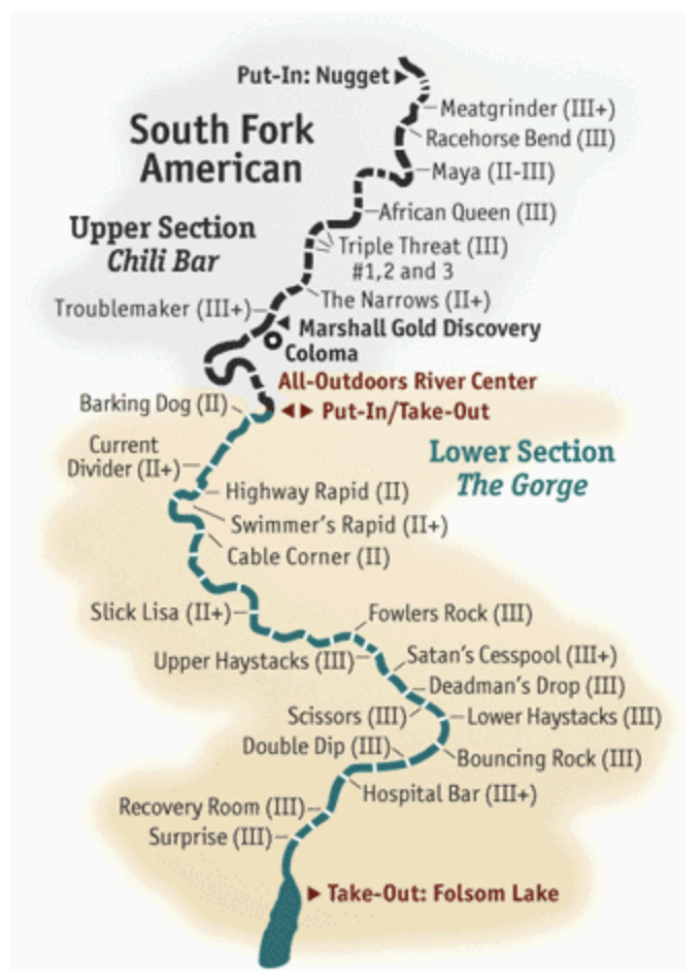 Put-In: Nugget
Meatgrinder (III+)
South Fork
American
Racehorse Bend (III)
Maya (II-III)
African Queen (III)
Upper Section
Chili Bar
Triple Threat (III)
#1,2 and 3
The Narrows (II+)
Troublemaker (III+)
Marshall Gold Discovery
Coloma
All-Outdoors River Center
Put-In/Take-Out
Barking Dog (II)
Current
Divider (II+)
Lower Section
The Gorge
Highway Rapid (II)
Swimmer's Rapid (II+)
Cable Corner (II)
Slick Lisa (II+)
Fowlers Rock (III)
Upper Haystacks (III)
Satan's Cesspool (III+)
Deadman's Drop (III)
Scissors (III)
Lower Haystacks (III)
Double Dip (III)
Bouncing Rock (III)
Hospital Bar (III+)
Recovery Room (III)
Surprise (III)
Take-Out: Folsom Lake